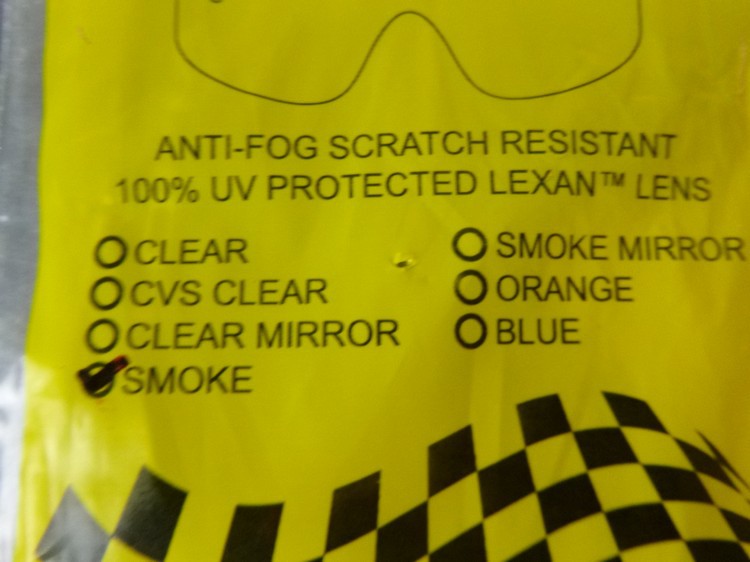 ANTI-FOG SCRATCH RESISTANT
100% UV PROTECTED LEXAN™ LENS
CLEAR
CVS CLEAR
CLEAR MIRROR
SMOKE
SMOKE MIRROR
ORANGE
BLUE